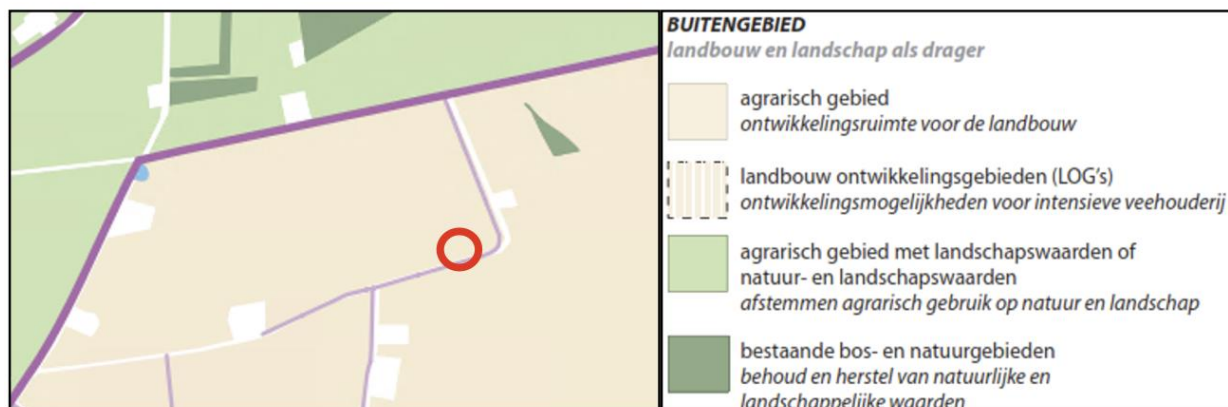 BUITENGEBIED
landbouw en landschap als drager
agrarisch gebied
ontwikkelingsruimte voor de landbouw
landbouw ontwikkelingsgebieden (LOG's)
ontwikkelingsmogelijkheden voor intensieve veehouderij
agrarisch gebied met landschapswaarden of
natuur- en landschapswaarden
afstemmen agrarisch gebruik op natuur en landschap
bestaande bos- en natuurgebieden
behoud en herstel van natuurlijke en
landschappelijke waarden